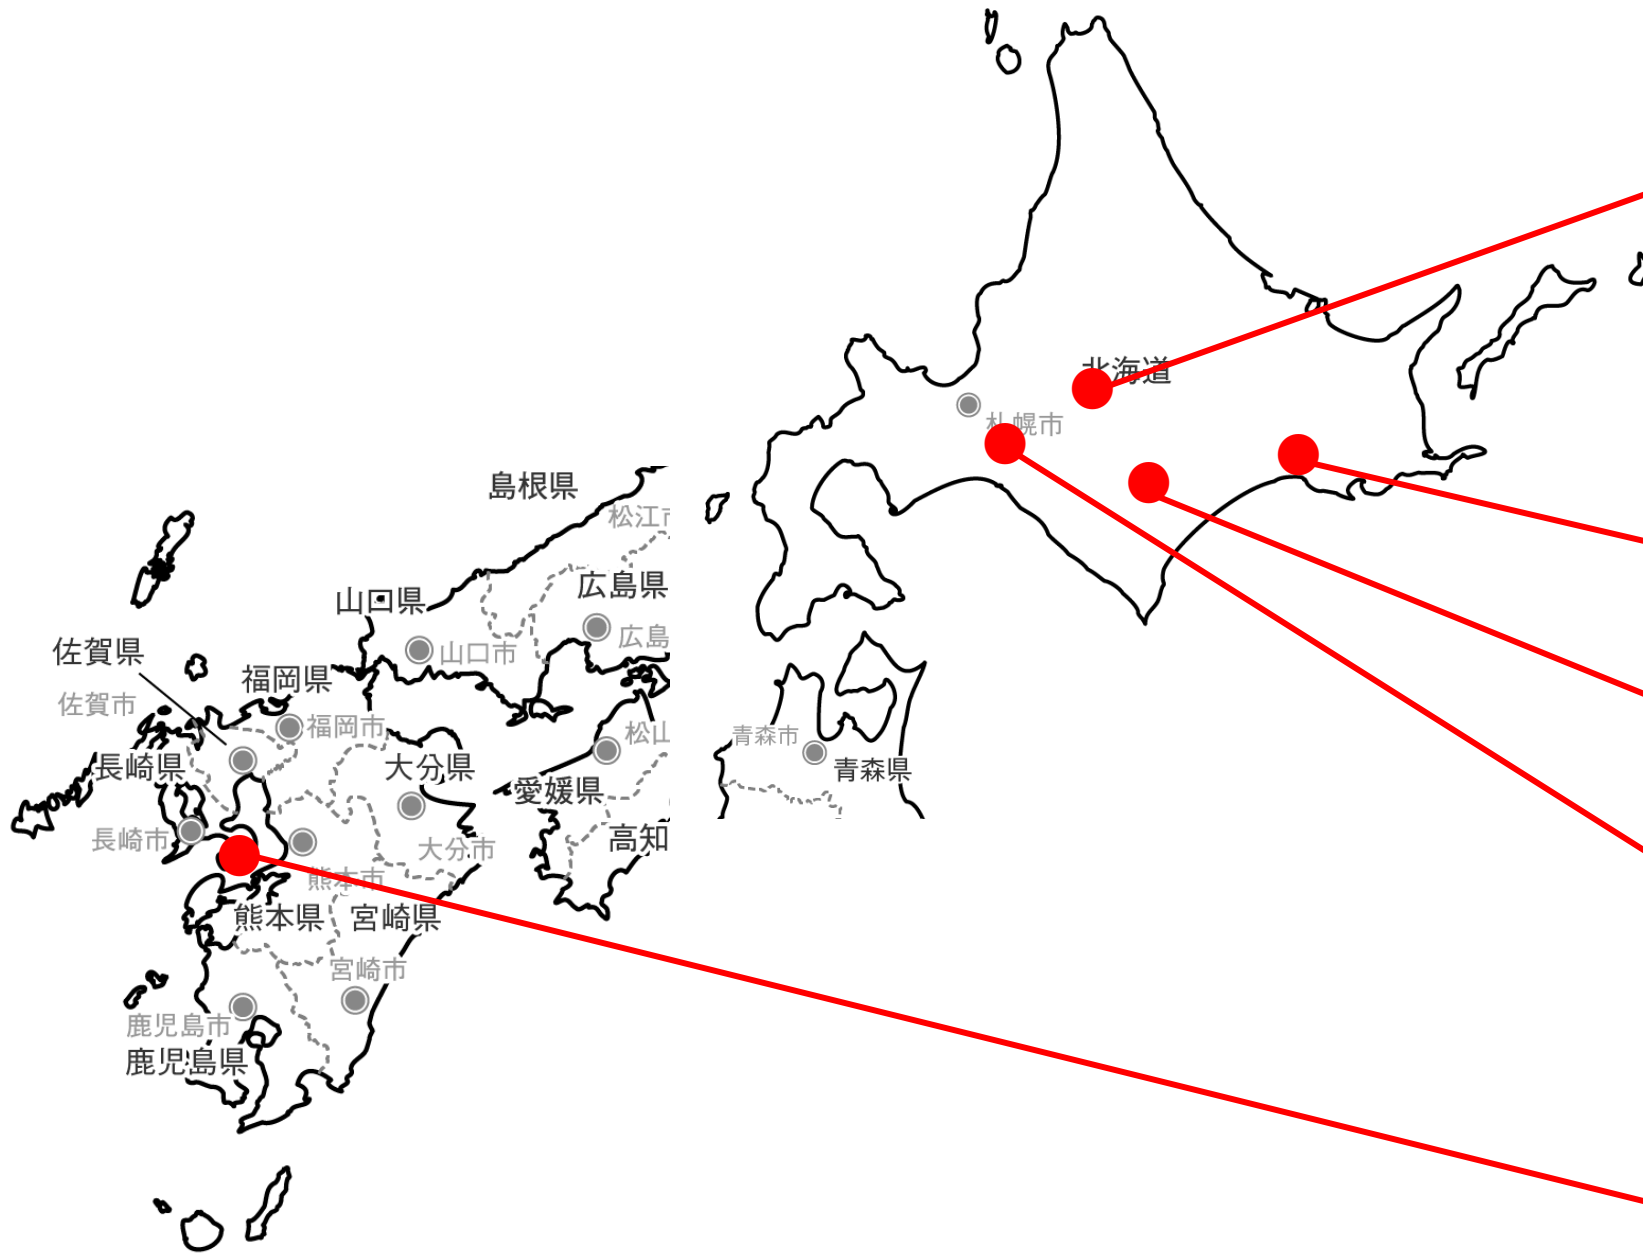 北海道
札幌市
島根県
松江市
広島県
山口県
広島
山口市
佐賀県
福岡県
佐賀市
福岡市
松山
青森市
長崎県
大分県
青森県
愛媛県
長崎市
高知
大分市
熊本市
熊本県
宮崎県
宮崎市
鹿児島市
鹿児島県